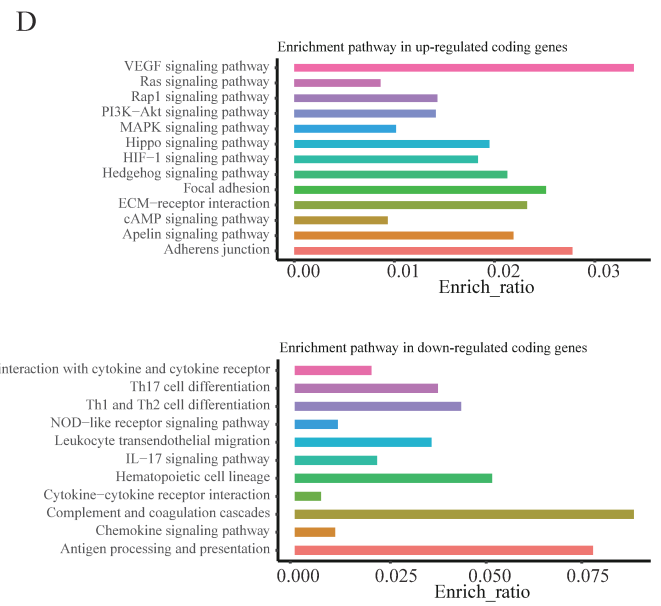 D
Enrichment pathway in up-regulated coding genes
VEGF signaling pathway
Ras signaling pathway
Rap1 signaling pathway
PI3K−Akt signaling pathway
MAPK signaling pathway
Hippo signaling pathway
HIF−1 signaling pathway
Hedgehog signaling pathway
Focal adhesion
ECM−receptor interaction
cAMP signaling pathway
Apelin signaling pathway
Adherens junction
0.00 0.01 0.02 0.03
Enrich_ratio
Enrichment pathway in down-regulated coding genes
interaction with cytokine and cytokine receptor
Th17 cell differentiation
Th1 and Th2 cell differentiation
NOD−like receptor signaling pathway
Leukocyte transendothelial migration
IL−17 signaling pathway
Hematopoietic cell lineage
Cytokine−cytokine receptor interaction
Complement and coagulation cascades
Chemokine signaling pathway
Antigen processing and presentation
0.000 0.025 0.050 0.075
Enrich_ratio